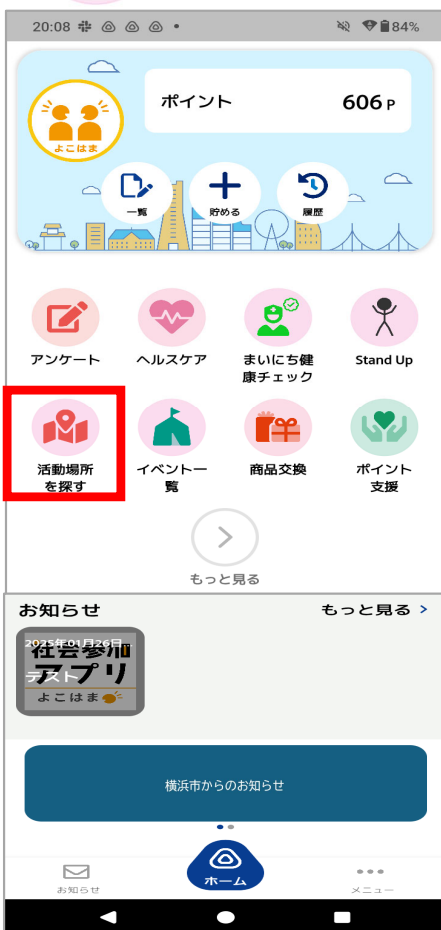 20:08
84%
ポイント
606 P
よこはま
一覧
貯める
履歴
アンケート
ヘルスケア
まいにち健
康チェック
Stand Up
活動場所
を探す
イベント一
覧
商品交換
ポイント
支援
もっと見る
お知らせ
もっと見る >
2025年01月26日
社会参加
テスト
アプリ
よこはま
横浜市からのお知らせ
お知らせ
ホーム
メニュー